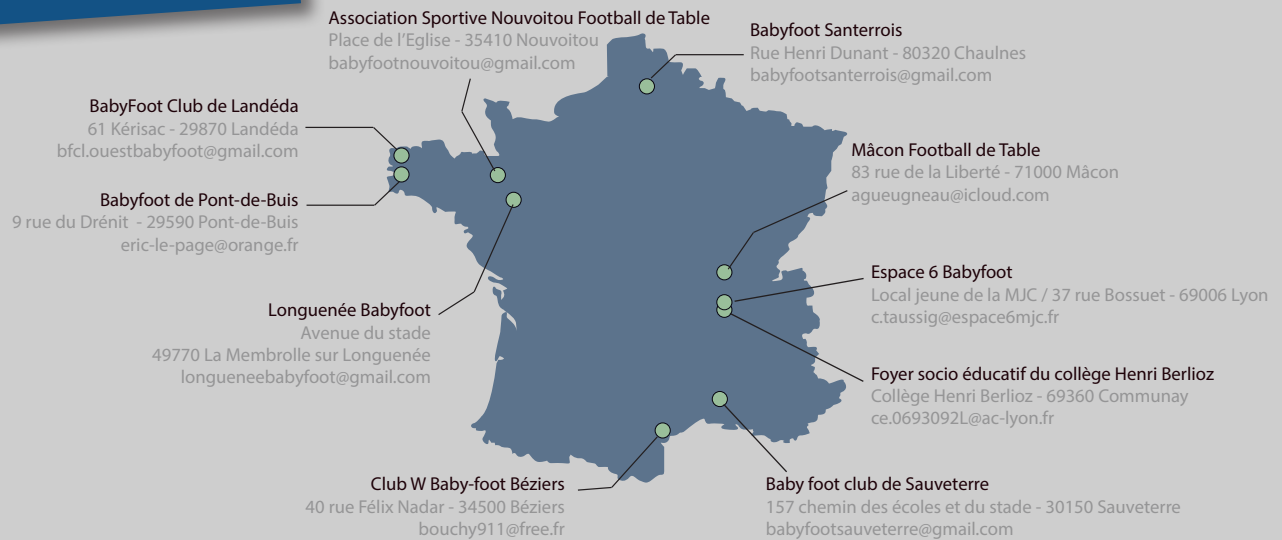 Association Sportive Nouvoitou Football de Table
Place de l'Eglise - 35410 Nouvoitou
babyfootnouvoitou@gmail.com
Babyfoot Santerrois
Rue Henri Dunant - 80320 Chaulnes
babyfootsanterrois@gmail.com
BabyFoot Club de Landéda
61 Kérisac - 29870 Landéda
bfcl.ouestbabyfoot@gmail.com
Mâcon Football de Table
83 rue de la Liberté - 71000 Mâcon
agueugneau@icloud.com
Babyfoot de Pont-de-Buis
9 rue du Drénit - 29590 Pont-de-Buis
eric-le-page@orange.fr
Espace 6 Babyfoot
Local jeune de la MJC / 37 rue Bossuet - 69006 Lyon
c.taussig@espace6mjc.fr
Longuenée Babyfoot
Avenue du stade
49770 La Membrolle sur Longuenée
longueneebabyfoot@gmail.com
Foyer socio éducatif du collège Henri Berlioz
Collège Henri Berlioz - 69360 Communay
ce.0693092L@ac-lyon.fr
Club W Baby-foot Béziers
40 rue Félix Nadar - 34500 Béziers
bouchy911@free.fr
Baby foot club de Sauveterre
157 chemin des écoles et du stade - 30150 Sauveterre
babyfootsauveterre@gmail.com